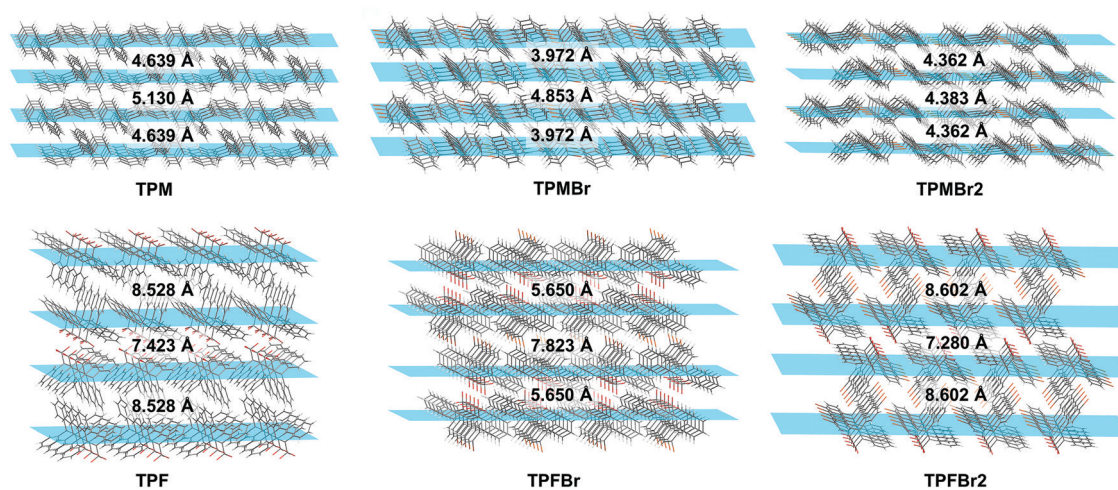 4.639 Å
5.130 Å
4.639 Å
TPM
3.972 Å
4.853 Å
3.972 Å
TPMBr
4.362 Å
4.383 Å
4.362 Å
TPMBr2
8.528 Å
7.423 Å
8.528 Å
TPF
5.650 Å
7.823 Å
5.650 Å
TPFBr
8.602 Å
7.280 Å
8.602 Å
TPFBr2